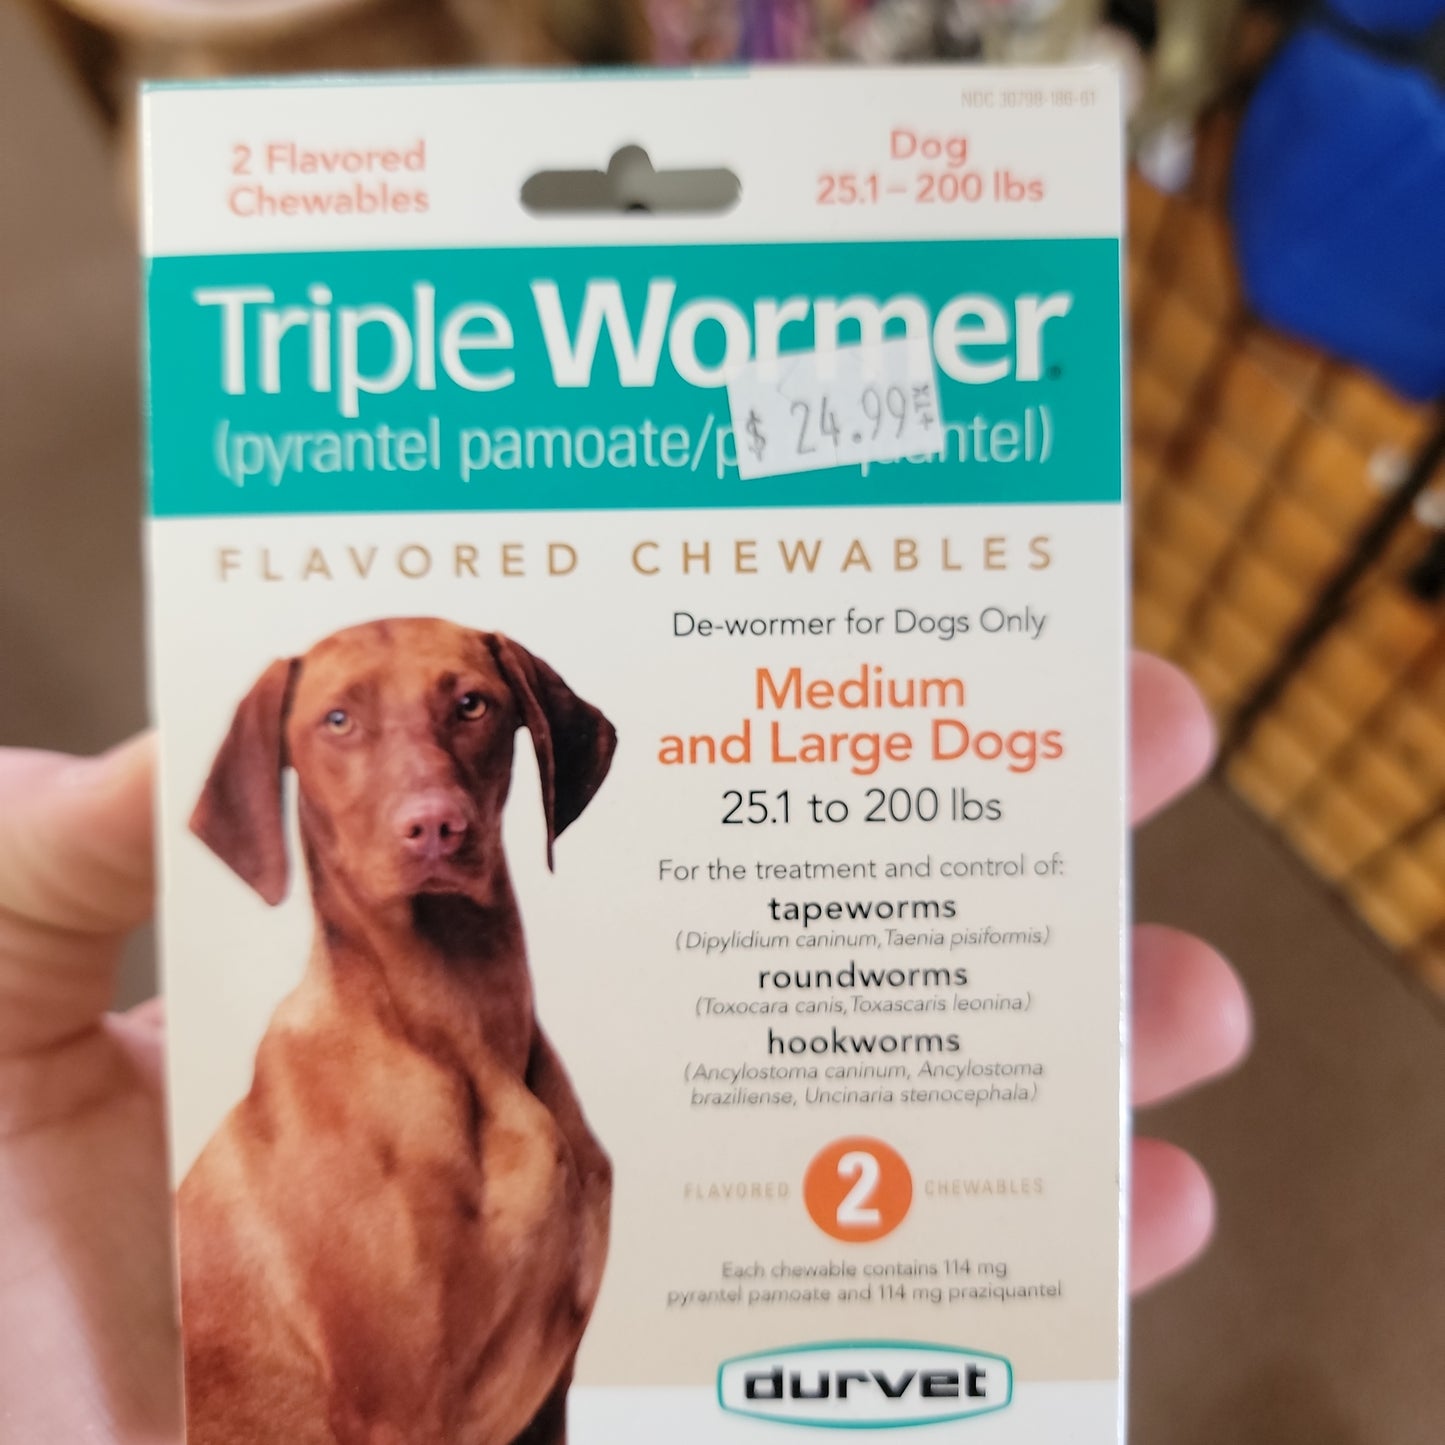 NDC 30798-186-61
2 Flavored
Chewables
Dog
25.1 – 200 lbs
Triple Wormer®
$ 24.99
(pyrantel pamoate/
FLAVORED CHEWABLES
De-wormer for Dogs Only
Medium
and Large Dogs
25.1 to 200 lbs
For the treatment and control of:
tapeworms
(Dipylidium caninum, Taenia pisiformis)
roundworms
(Toxocara canis, Toxascaris leonina)
hookworms
(Ancylostoma caninum, Ancylostoma
braziliense, Uncinaria stenocephala)
FLAVORED 2 CHEWABLES
Each chewable contains 114 mg
pyrantel pamoate and 114 mg praziquantel
durvet